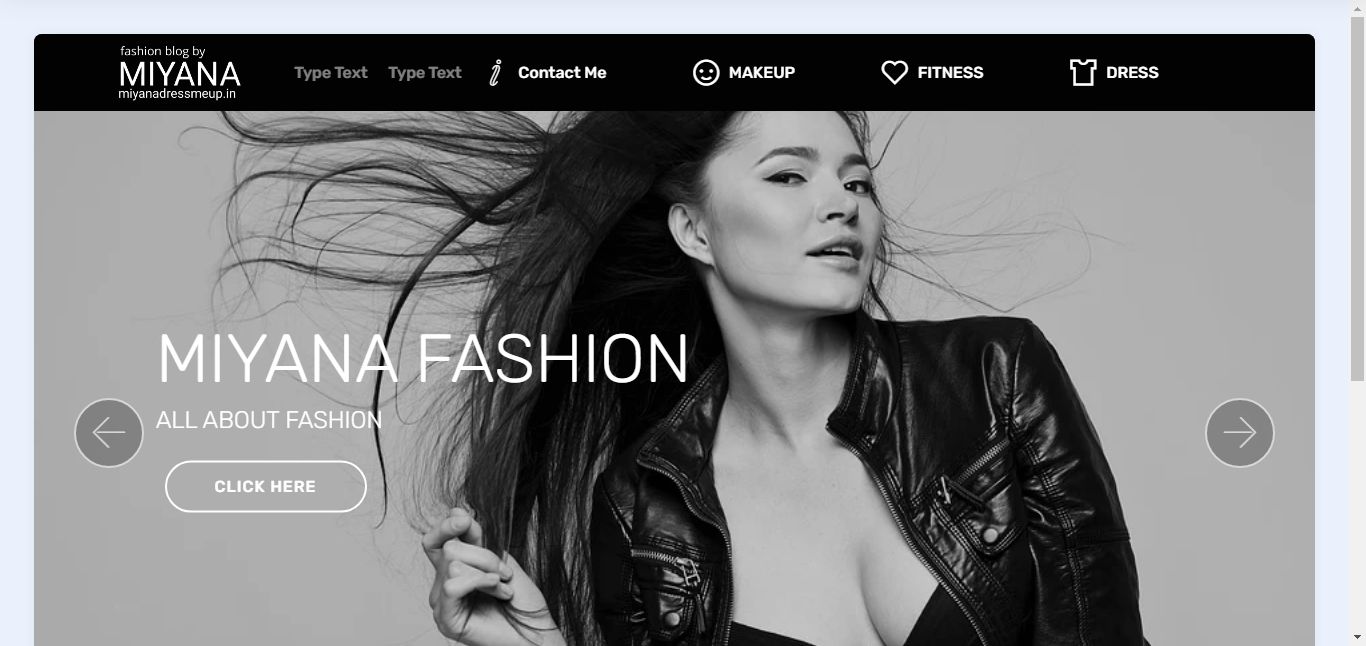 fashion blog by
MIYANA
miyanadressmeup.in
Type Text
Type Text
Contact Me
MAKEUP
FITNESS
DRESS
MIYANA FASHION
ALL ABOUT FASHION
CLICK HERE